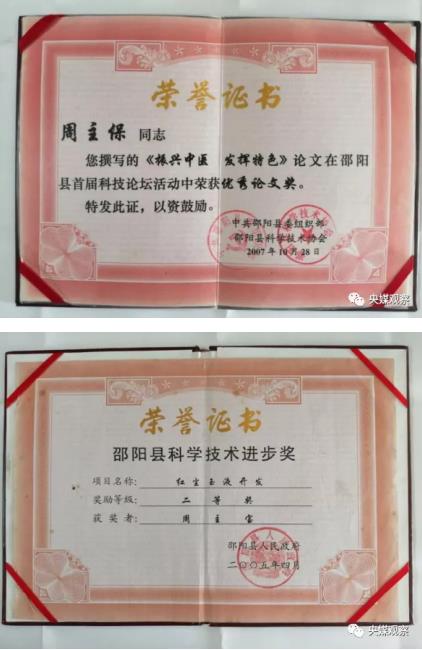 荣誉证书
周主保 同志
您撰写的《振兴中医 发挥特色》论文在邵阳
县首届科技论坛活动中荣获优秀论文奖。
特发此证，以资鼓励。
中共邵阳县委组织部
邵阳县科学技术协会
2007年10月28日
央媒观察
荣誉证书
邵阳县科学技术进步奖
项目名称： 红尘玉液开发
奖励等级： 二等奖
获奖者： 周主宝
邵阳县人民政府
二〇〇五年四月
央媒观察